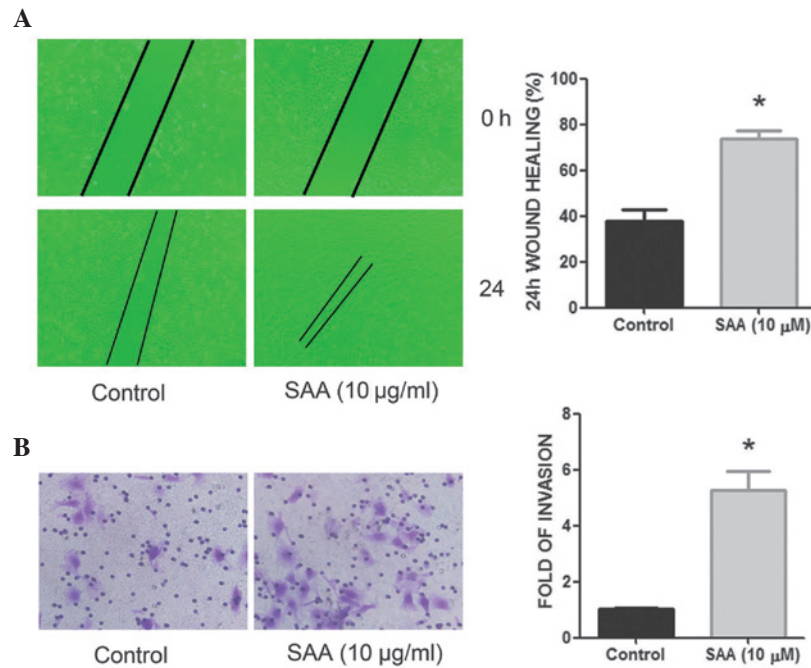 A
0 h
24
Control
SAA (10 µg/ml)
24h WOUND HEALING (%)
100
80
60
40
20
0
*
Control
SAA (10 µM)
B
Control
SAA (10 µg/ml)
FOLD OF INVASION
8
6
4
2
0
*
Control
SAA (10 µM)